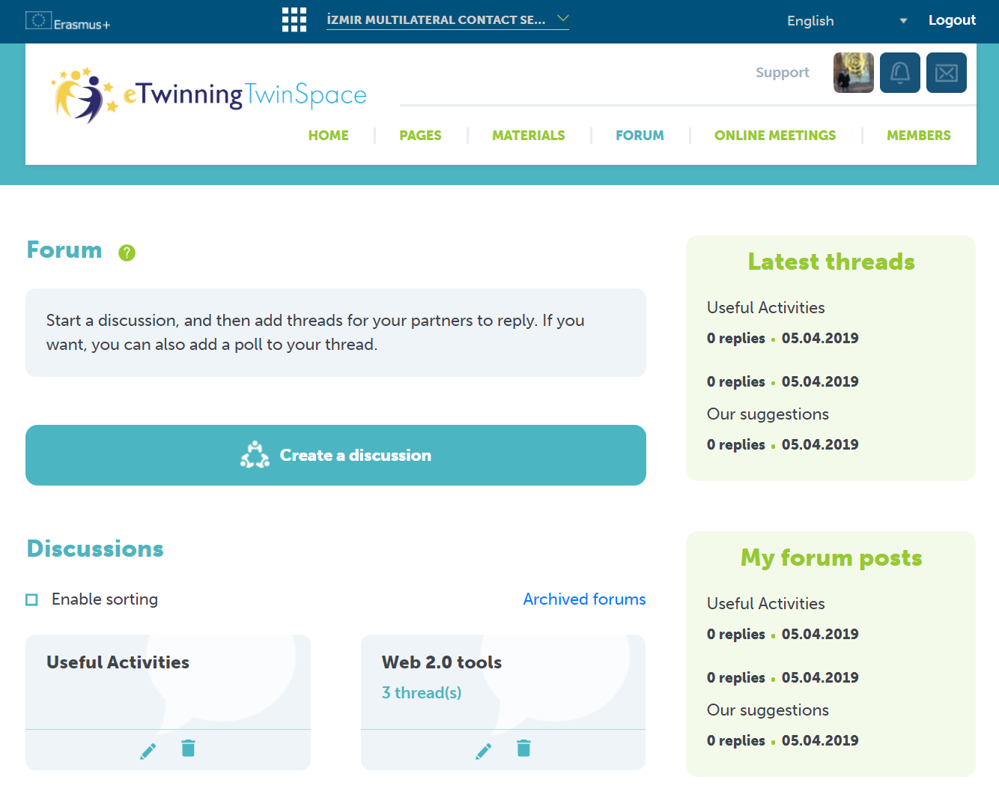 Erasmus+
İZMIR MULTILATERAL CONTACT SE...
English
Logout
Support
eTwinning TwinSpace
HOME
PAGES
MATERIALS
FORUM
ONLINE MEETINGS
MEMBERS
Forum ?
Start a discussion, and then add threads for your partners to reply. If you
want, you can also add a poll to your thread.
Create a discussion
Discussions
Enable sorting
Archived forums
Useful Activities
Web 2.0 tools
3 thread(s)
Latest threads
Useful Activities
0 replies • 05.04.2019
0 replies • 05.04.2019
Our suggestions
0 replies • 05.04.2019
My forum posts
Useful Activities
0 replies • 05.04.2019
0 replies • 05.04.2019
Our suggestions
0 replies • 05.04.2019